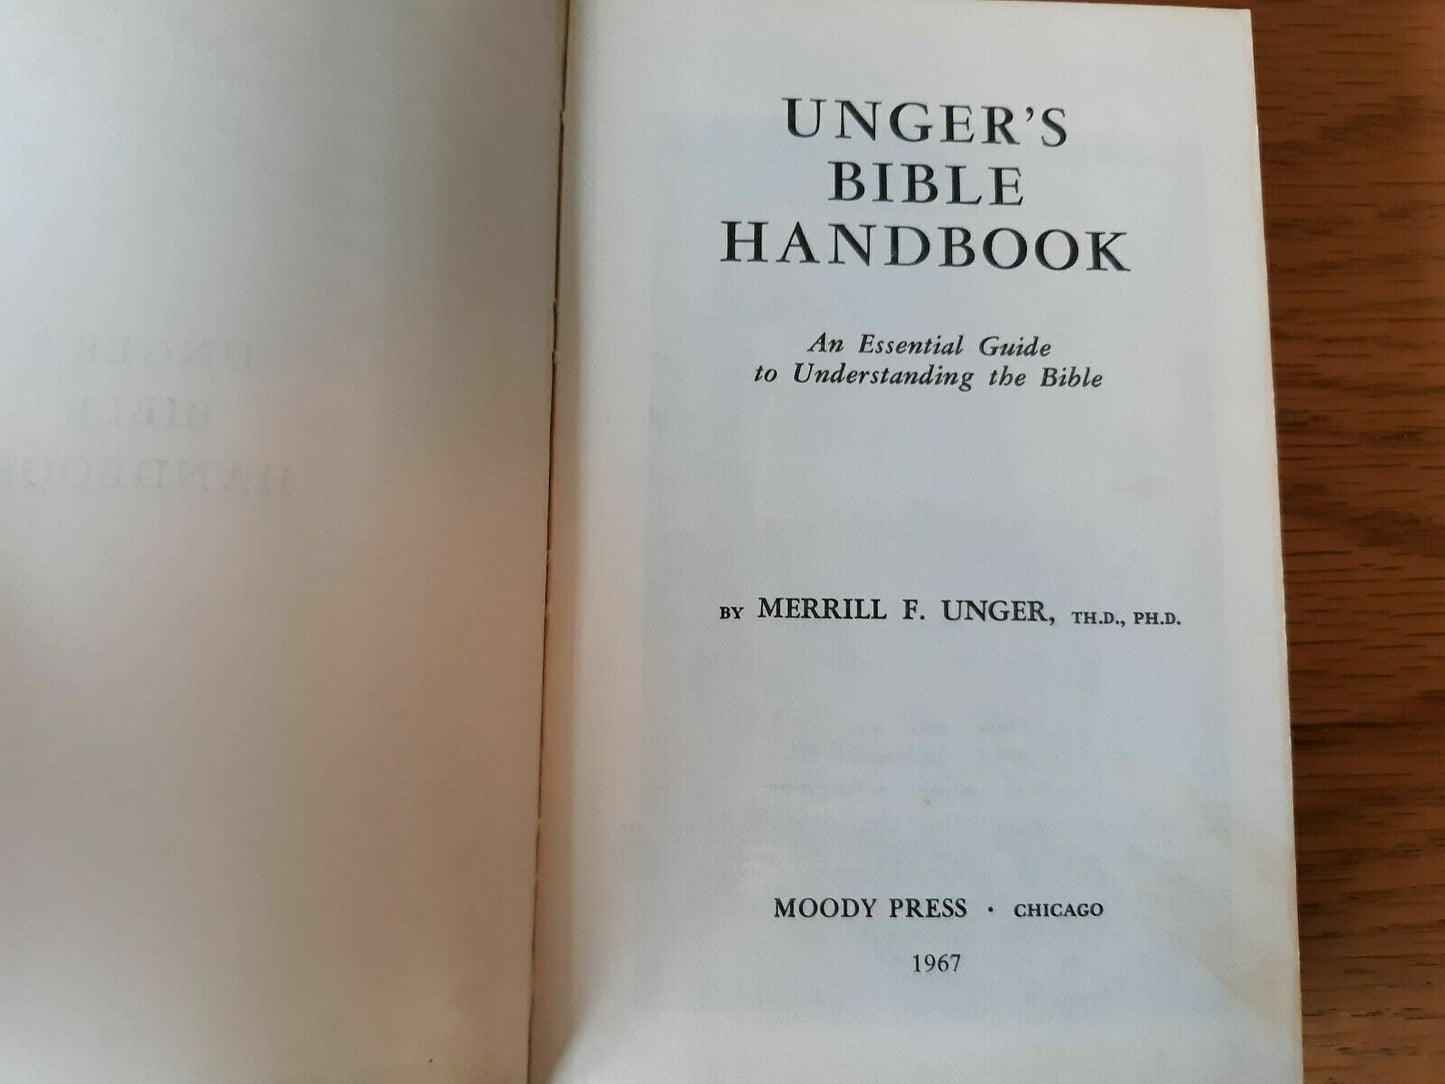 UNGER'S
BIBLE
HANDBOOK
An Essential Guide
to Understanding the Bible
BY MERRILL F. UNGER, TH.D., PH.D.
MOODY PRESS · CHICAGO
1967